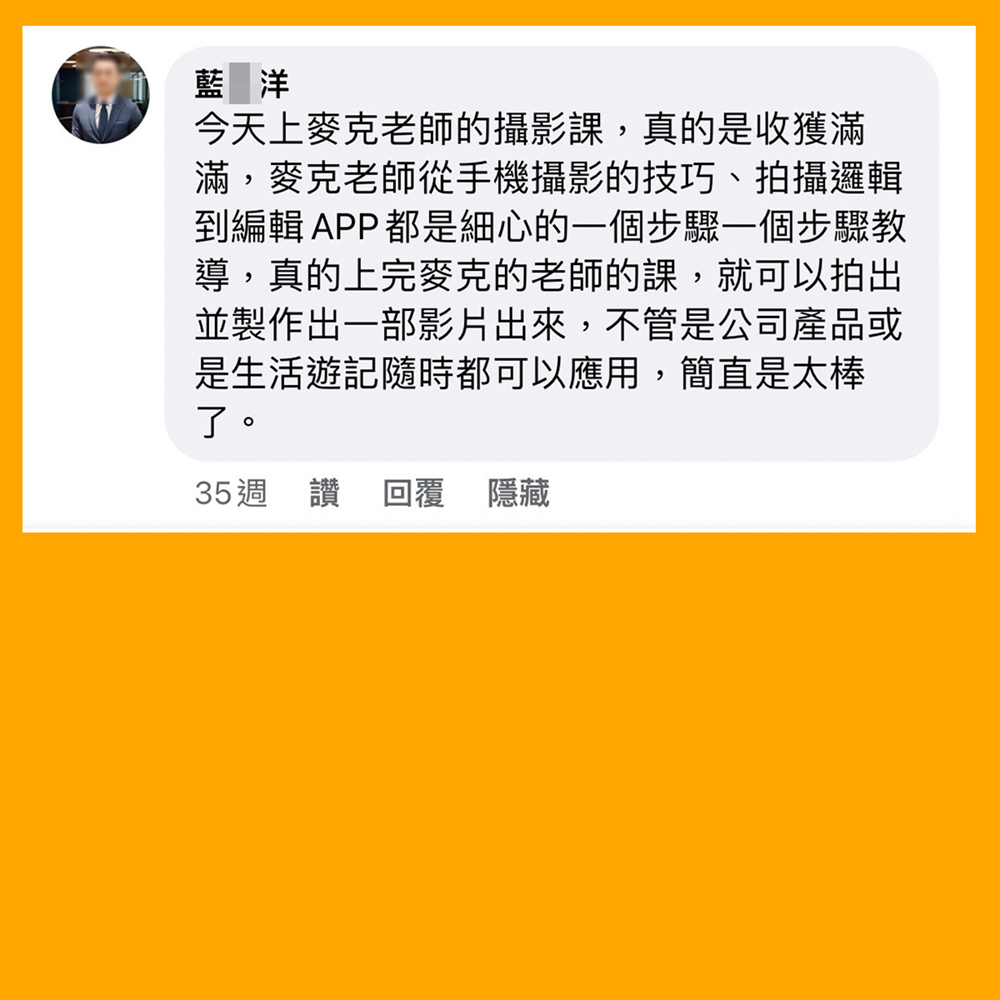 藍 洋
今天上麥克老師的攝影課，真的是收獲滿
滿，麥克老師從手機攝影的技巧、拍攝邏輯
到編輯APP都是細心的一個步驟一個步驟教
導，真的上完麥克的老師的課，就可以拍出
並製作出一部影片出來，不管是公司產品或
是生活遊記隨時都可以應用，簡直是太棒
了。
35週 讚 回覆 隱藏